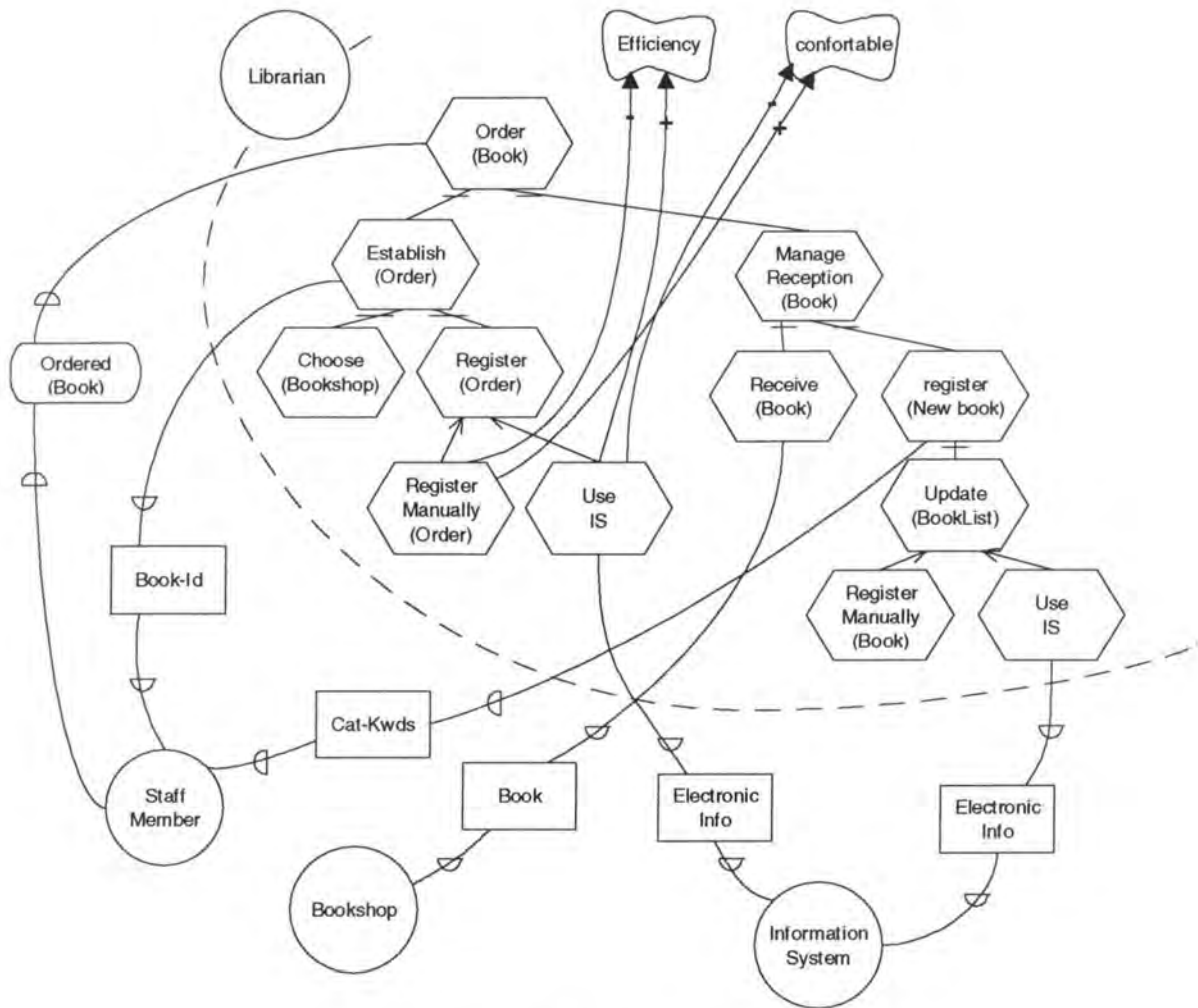 Librarian
Efficiency
confortable
Order
(Book)
Establish
(Order)
Manage
Reception
(Book)
Ordered
(Book)
Choose
(Bookshop)
Register
(Order)
Receive
(Book)
register
(New book)
Register
Manually
(Order)
Use
IS
Update
(BookList)
Book-Id
Register
Manually
(Book)
Use
IS
Cat-Kwds
Staff
Member
Book
Electronic
Info
Electronic
Info
Bookshop
Information
System
-
+
-
+